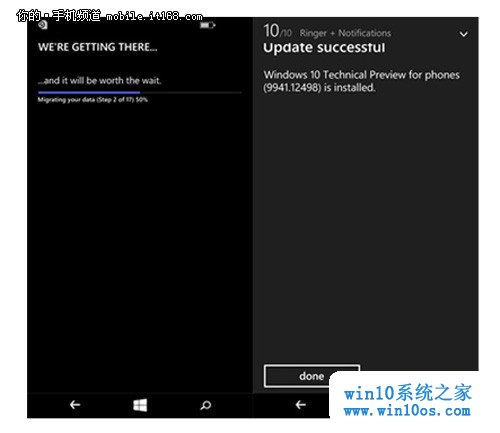 你的·手机频道 mobile.it168.com
WE'RE GETTING THERE...
...and it will be worth the wait.
Migrating your data (Step 2 of 17) 50%
10/10 Ringer + Notifications
Update successful
Windows 10 Technical Preview for phones
(9941.12498) is installed.
done
win10系统之家
www.win10os.com